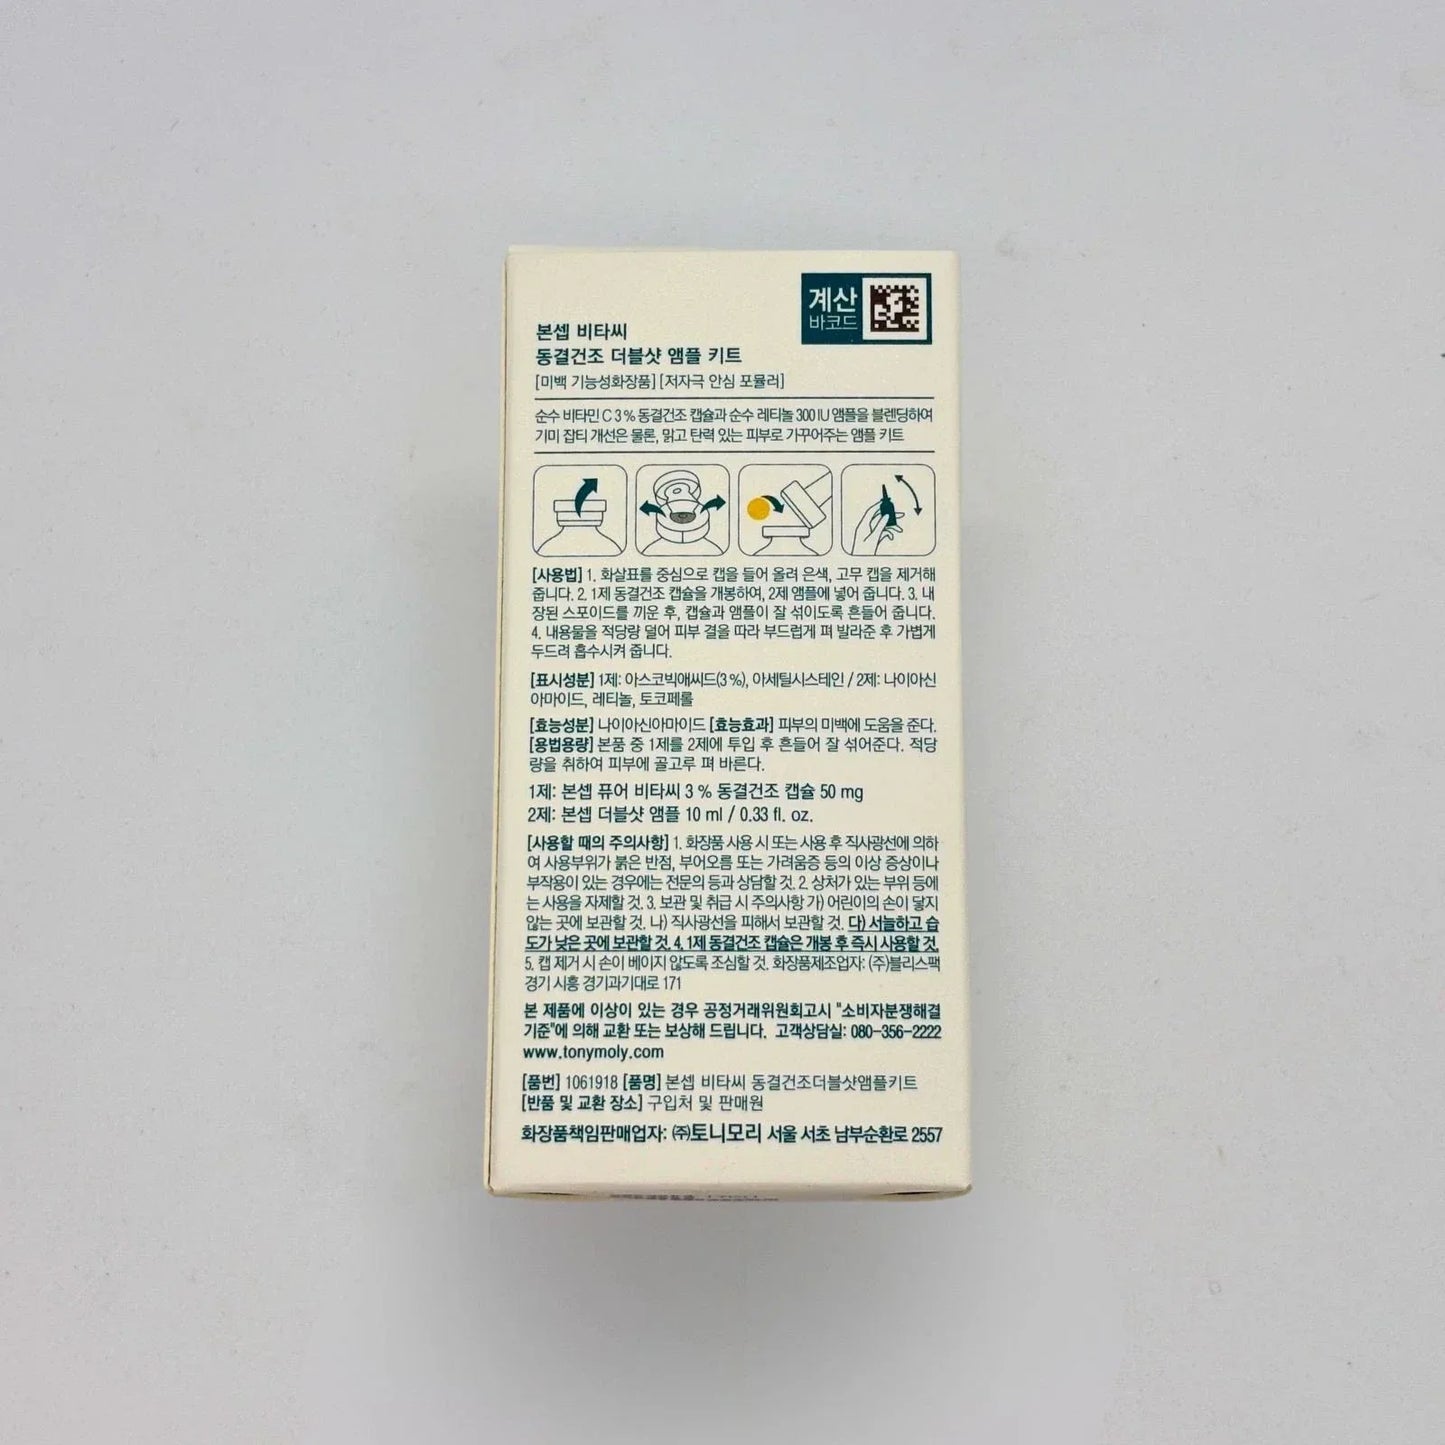 계산
바코드
본셉 비타씨
동결건조 더블샷 앰플 키트
[미백 기능성화장품] [저자극 안심 포뮬러]
순수 비타민 C 3 % 동결건조 캡슐과 순수 레티놀 300 IU 앰플을 블렌딩하여
기미 잡티 개선은 물론, 맑고 탄력 있는 피부로 가꾸어주는 앰플 키트
[사용법] 1. 화살표를 중심으로 캡을 들어 올려 은색, 고무 캡을 제거해
줍니다. 2. 1제 동결건조 캡슐을 개봉하여, 2제 앰플에 넣어 줍니다. 3. 내
장된 스포이드를 끼운 후, 캡슐과 앰플이 잘 섞이도록 흔들어 줍니다.
4. 내용물을 적당량 덜어 피부 결을 따라 부드럽게 펴 발라준 후 가볍게
두드려 흡수시켜 줍니다.
[표시성분] 1제: 아스코빅애씨드(3 %), 아세틸시스테인 / 2제: 나이아신
아마이드, 레티놀, 토코페롤
[효능성분] 나이아신아마이드 [효능효과] 피부의 미백에 도움을 준다.
[용법용량] 본품 중 1제를 2제에 투입 후 흔들어 잘 섞어준다. 적당
량을 취하여 피부에 골고루 펴 바른다.
1제: 본셉 퓨어 비타씨 3 % 동결건조 캡슐 50 mg
2제: 본셉 더블샷 앰플 10 ml / 0.33 fl. oz.
[사용할 때의 주의사항] 1. 화장품 사용 시 또는 사용 후 직사광선에 의하
여 사용부위가 붉은 반점, 부어오름 또는 가려움증 등의 이상 증상이나
부작용이 있는 경우에는 전문의 등과 상담할 것. 2. 상처가 있는 부위 등에
는 사용을 자제할 것. 3. 보관 및 취급 시 주의사항 가) 어린이의 손이 닿지
않는 곳에 보관할 것. 나) 직사광선을 피해서 보관할 것. 다) 서늘하고 습
도가 낮은 곳에 보관할 것. 4. 1제 동결건조 캡슐은 개봉 후 즉시 사용할 것.
5. 캡 제거 시 손이 베이지 않도록 조심할 것. 화장품제조업자: (주)블리스팩
경기 시흥 경기과기대로 171
본 제품에 이상이 있는 경우 공정거래위원회고시 "소비자분쟁해결
기준"에 의해 교환 또는 보상해 드립니다. 고객상담실: 080-356-2222
www.tonymoly.com
[품번] 1061918 [품명] 본셉 비타씨 동결건조더블샷앰플키트
[반품 및 교환 장소] 구입처 및 판매원
화장품책임판매업자: ㈜토니모리 서울 서초 남부순환로 2557